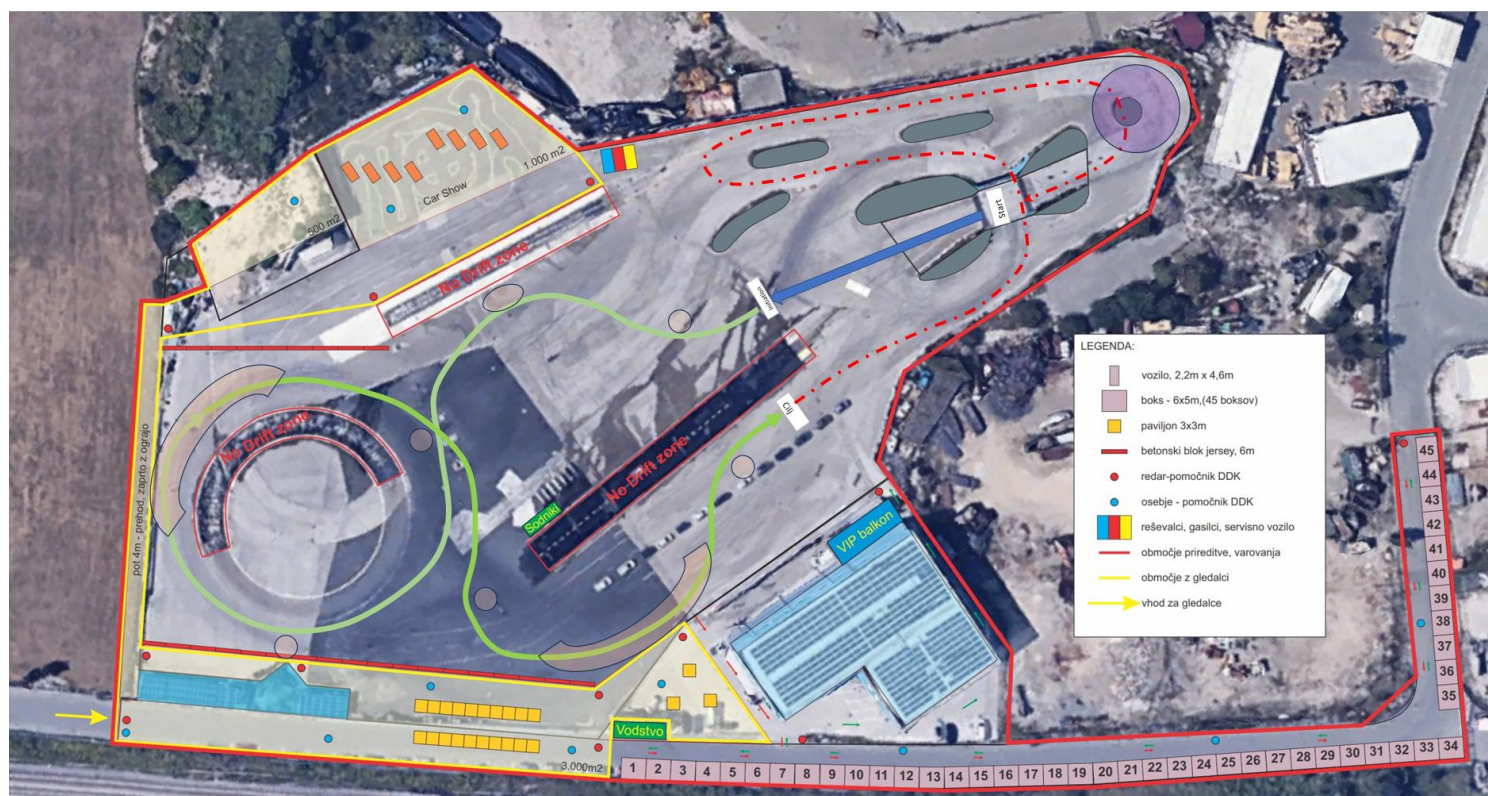 1.000 m2
Car Show
500 m2
No Drift zone
Start
No Drift zone
pot 4m - prehod, zaprto z ograjo
Cilj
No Drift zone
Sodniki
VIP balkon
Vodstvo
3.000m2
LEGENDA:
vozilo, 2,2m x 4,6m
boks - 6x5m,(45 boksov)
paviljon 3x3m
betonski blok jersey, 6m
redar-pomočnik DDK
osebje - pomočnik DDK
reševalci, gasilci, servisno vozilo
območje prireditve, varovanja
območje z gledalci
vhod za gledalce
45
44
43
42
41
40
39
38
37
36
35
1 2 3 4 5 6 7 8 9 10 11 12 13 14 15 16 17 18 19 20 21 22 23 24 25 26 27 28 29 30 31 32 33 34